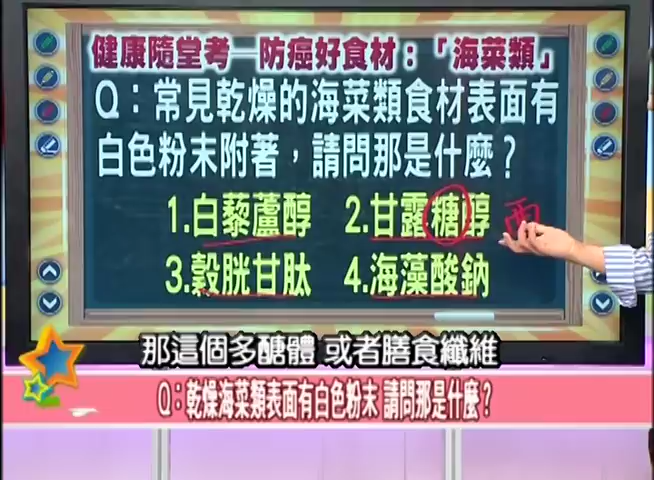 健康隨堂考—防癌好食材：「海菜類」
Q：常見乾燥的海菜類食材表面有
白色粉末附著，請問那是什麼？
1.白藜蘆醇 2.甘露糖醇
3.穀胱甘肽 4.海藻酸鈉
那這個多醣體 或者膳食纖維
Q：乾燥海菜類表面有白色粉末 請問那是什麼？